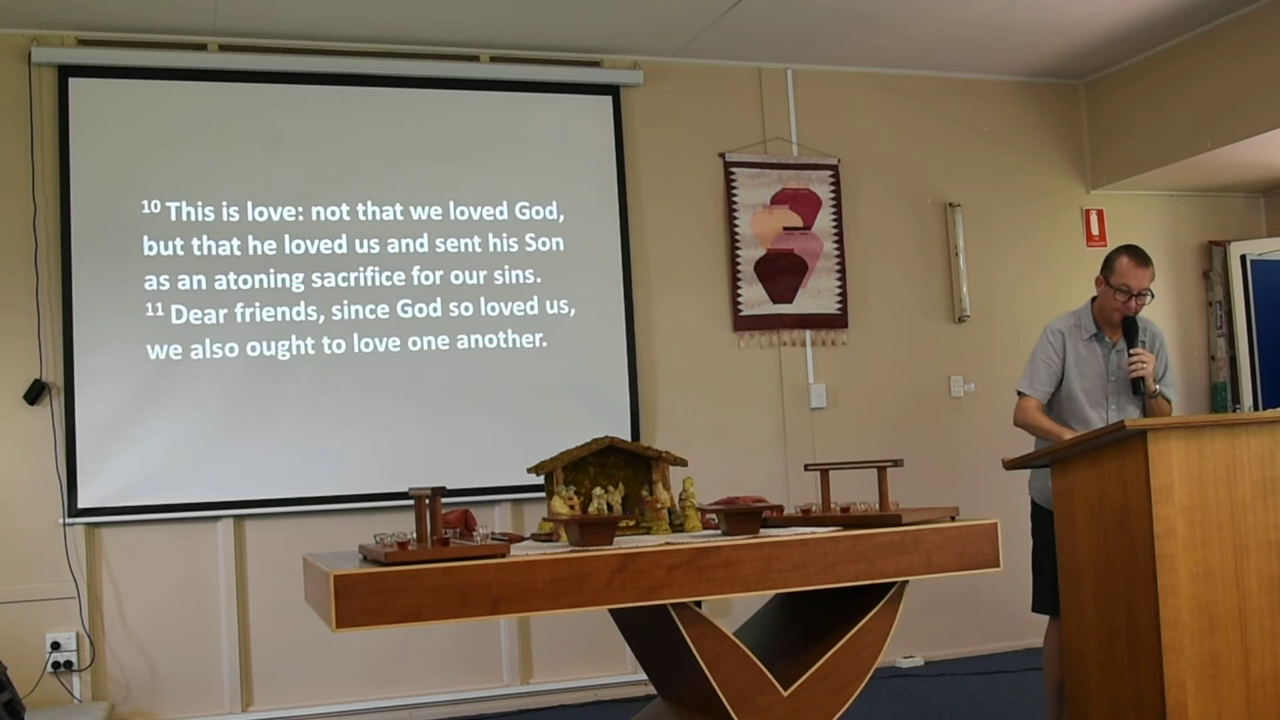 10 This is love: not that we loved God,
but that he loved us and sent his Son
as an atoning sacrifice for our sins.
11 Dear friends, since God so loved us,
we also ought to love one another.